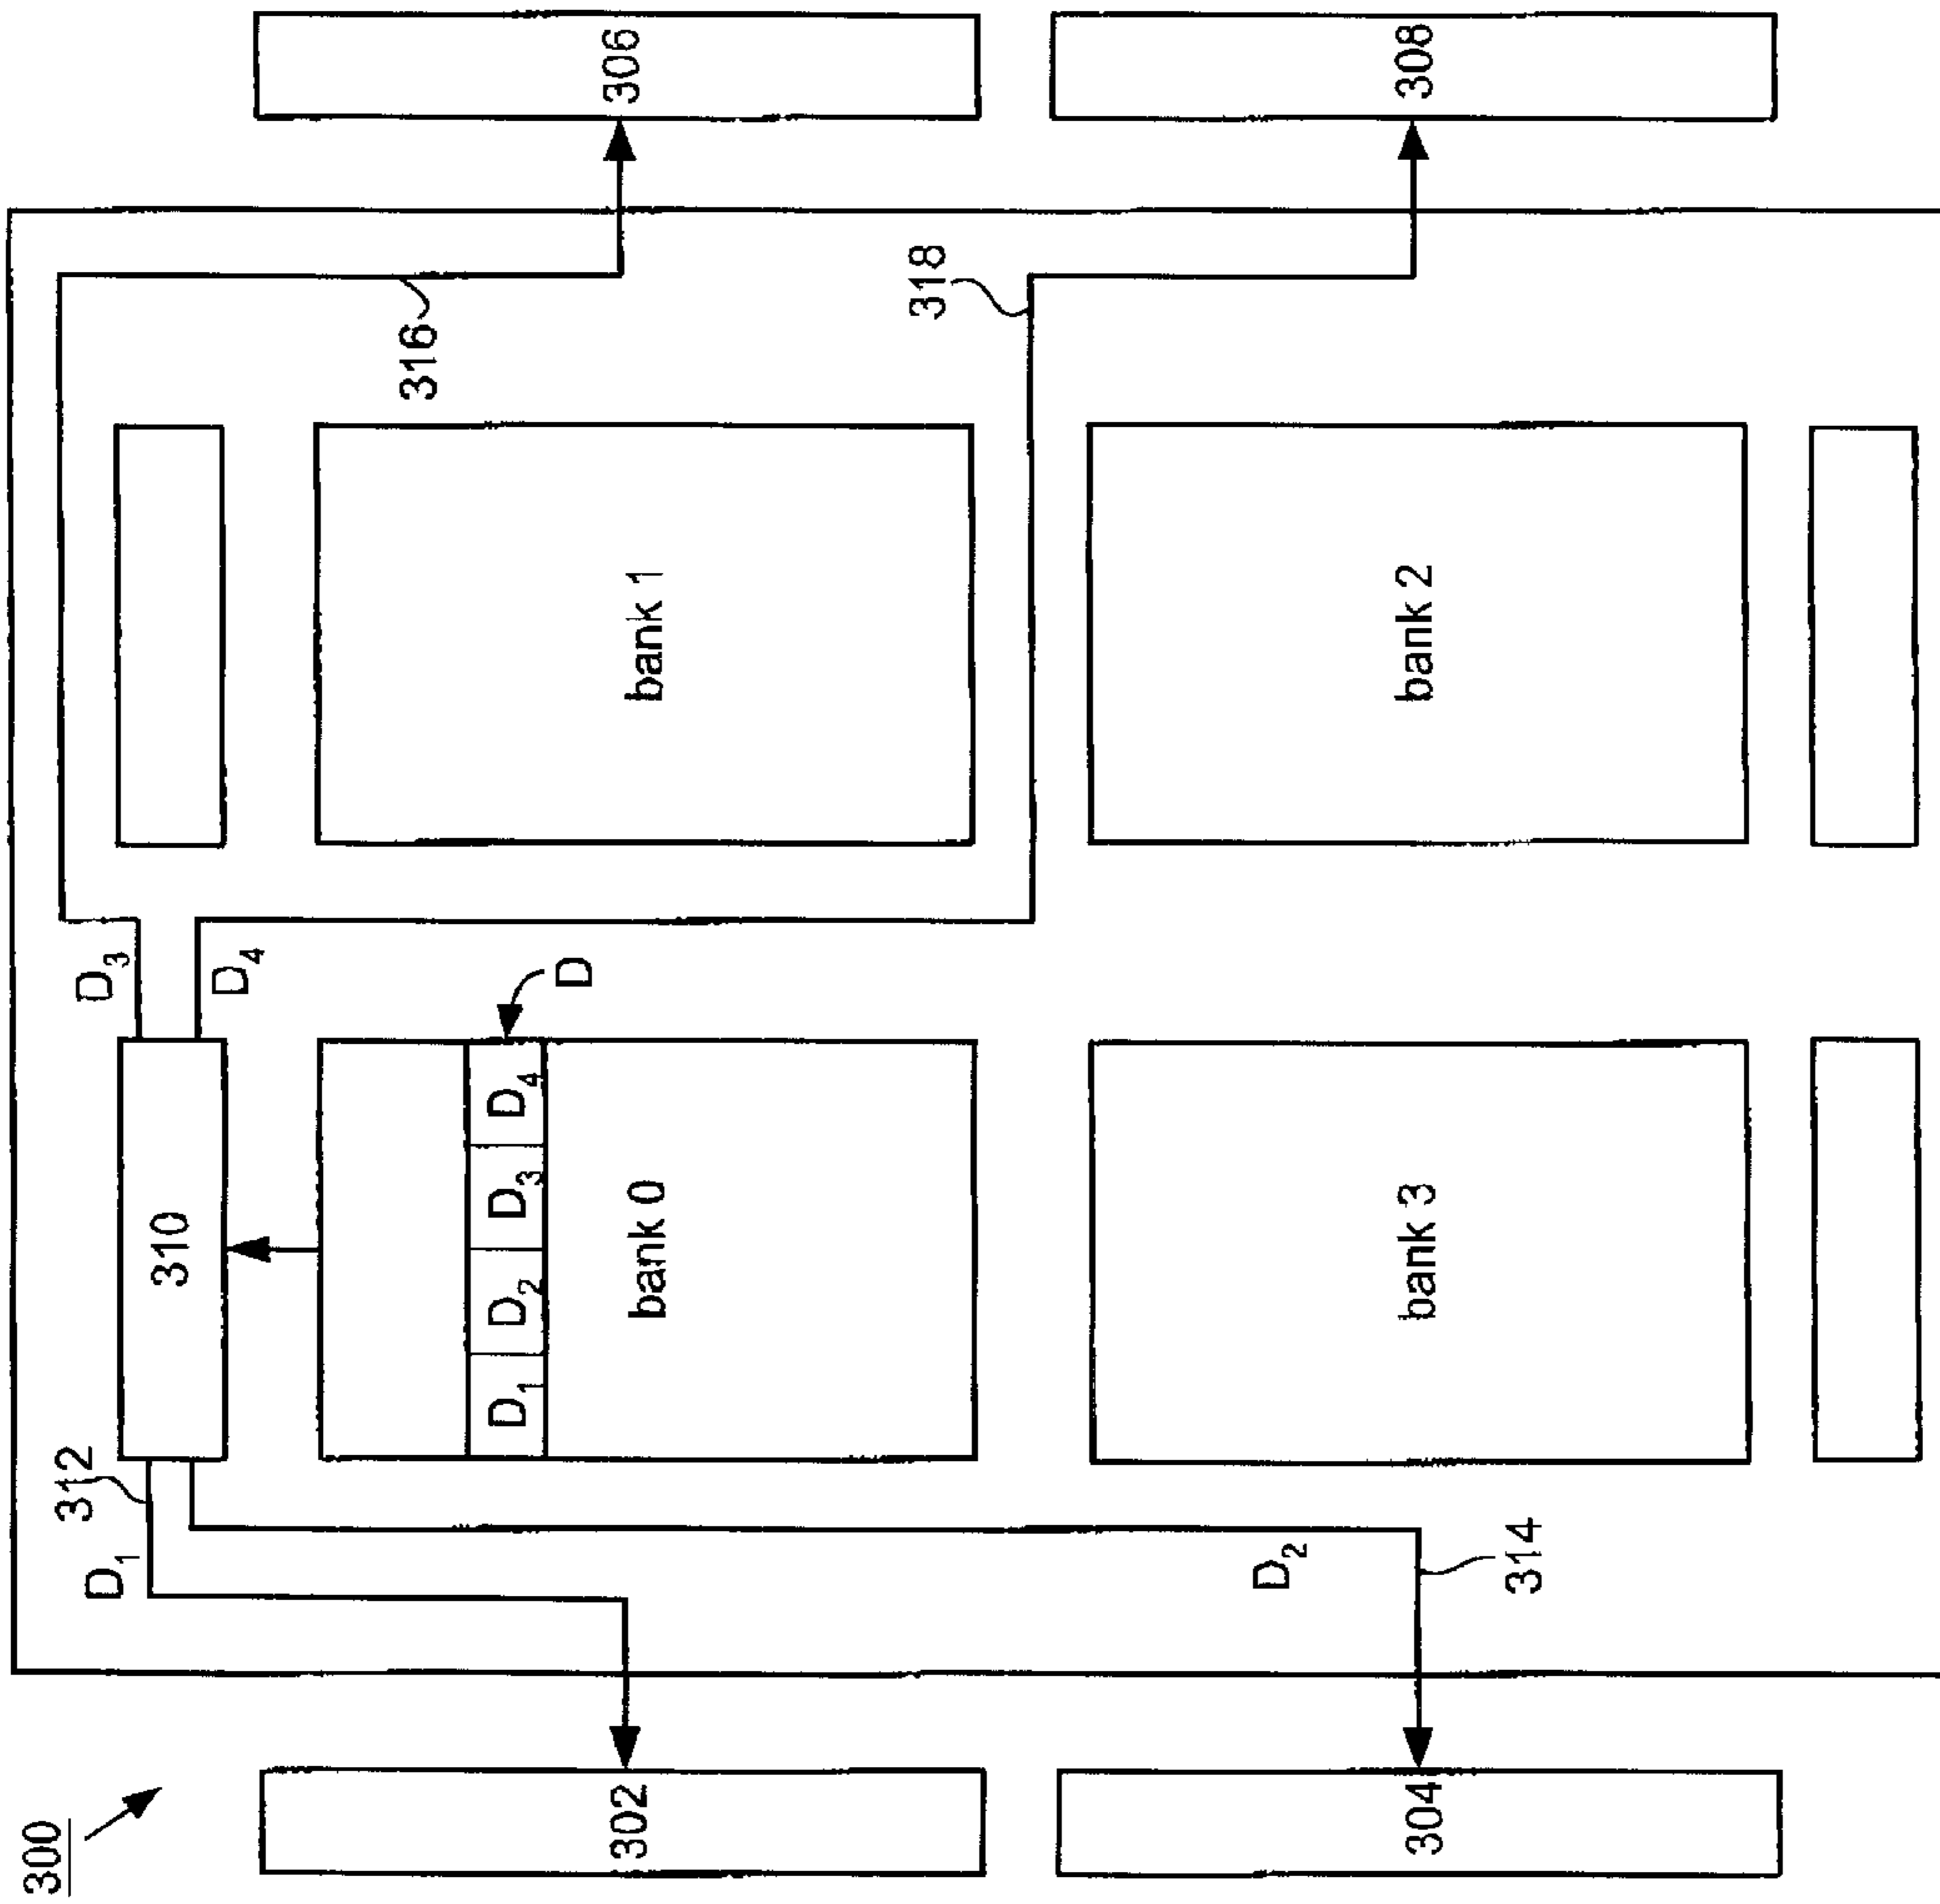 300
302
304
306
308
D₁
312
310
D₃
D₄
316
318
D₁
D₂
D₃
D₄
D
bank 0
bank 1
bank 2
bank 3
D₂
314